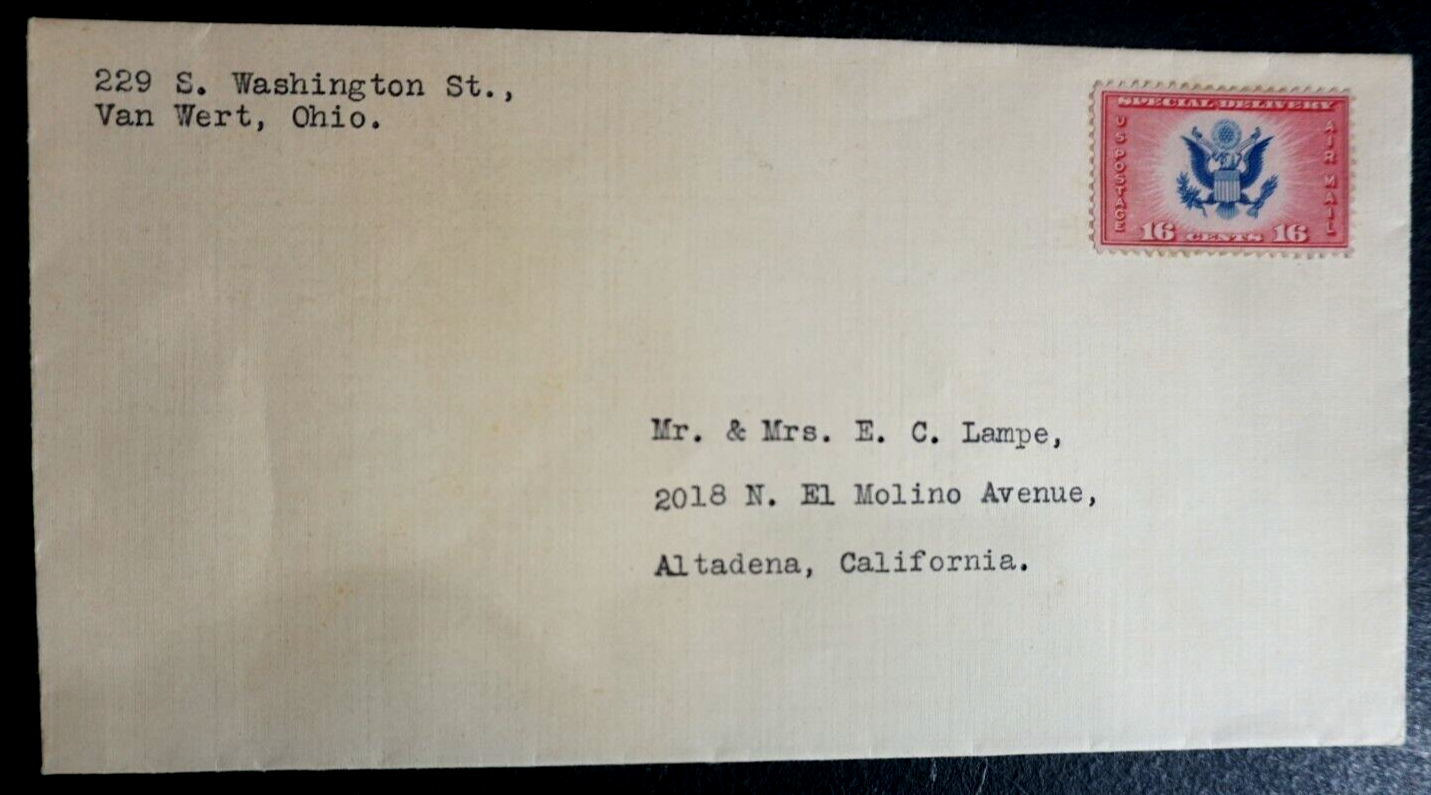 229 S. Washington St.,
Van Wert, Ohio.
SPECIAL DELIVERY
US POSTAGE
AIR MAIL
16 CENTS 16
Mr. & Mrs. E. C. Lampe,
2018 N. El Molino Avenue,
Altadena, California.